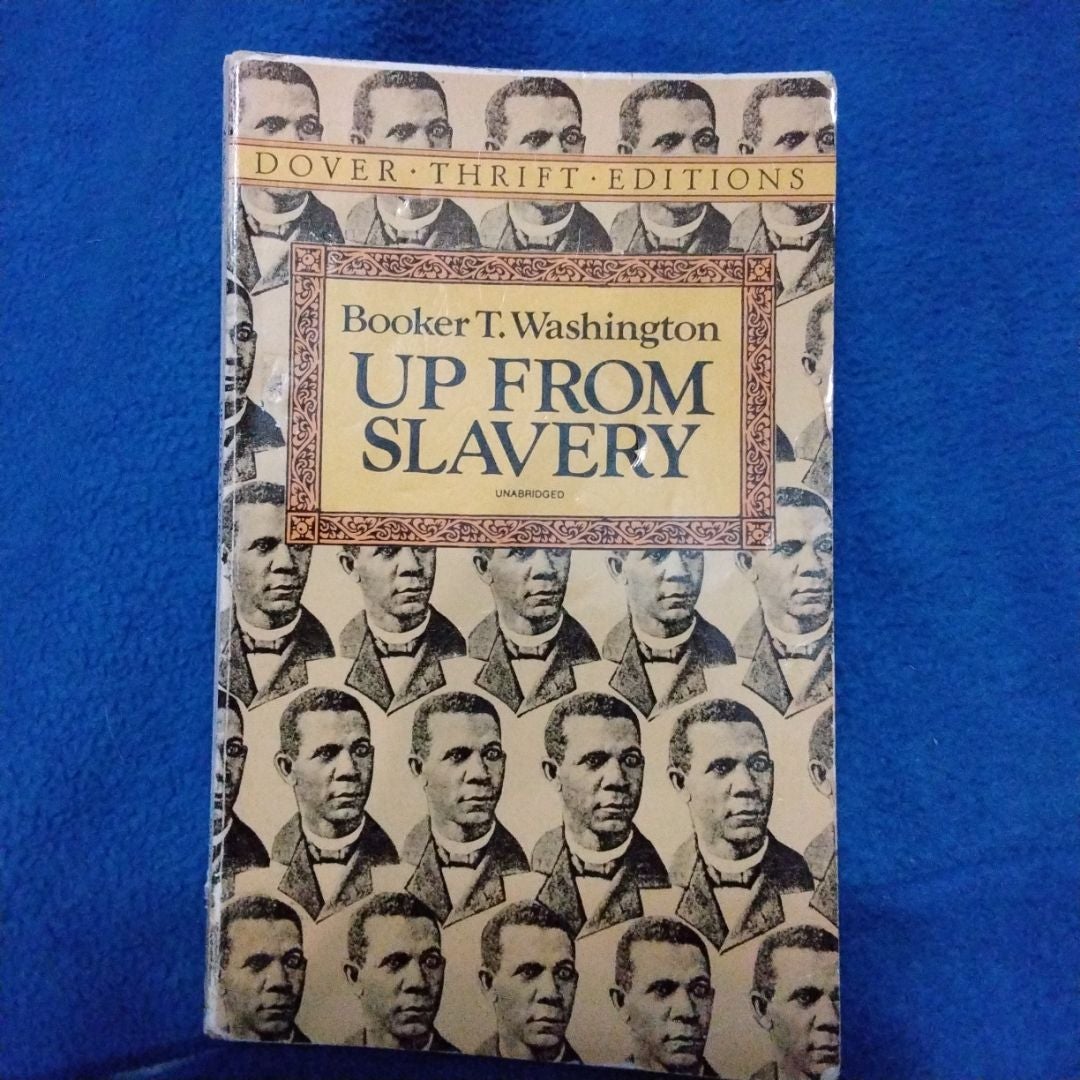 DOVER · THRIFT · EDITIONS
Booker T. Washington
UP FROM
SLAVERY
UNABRIDGED